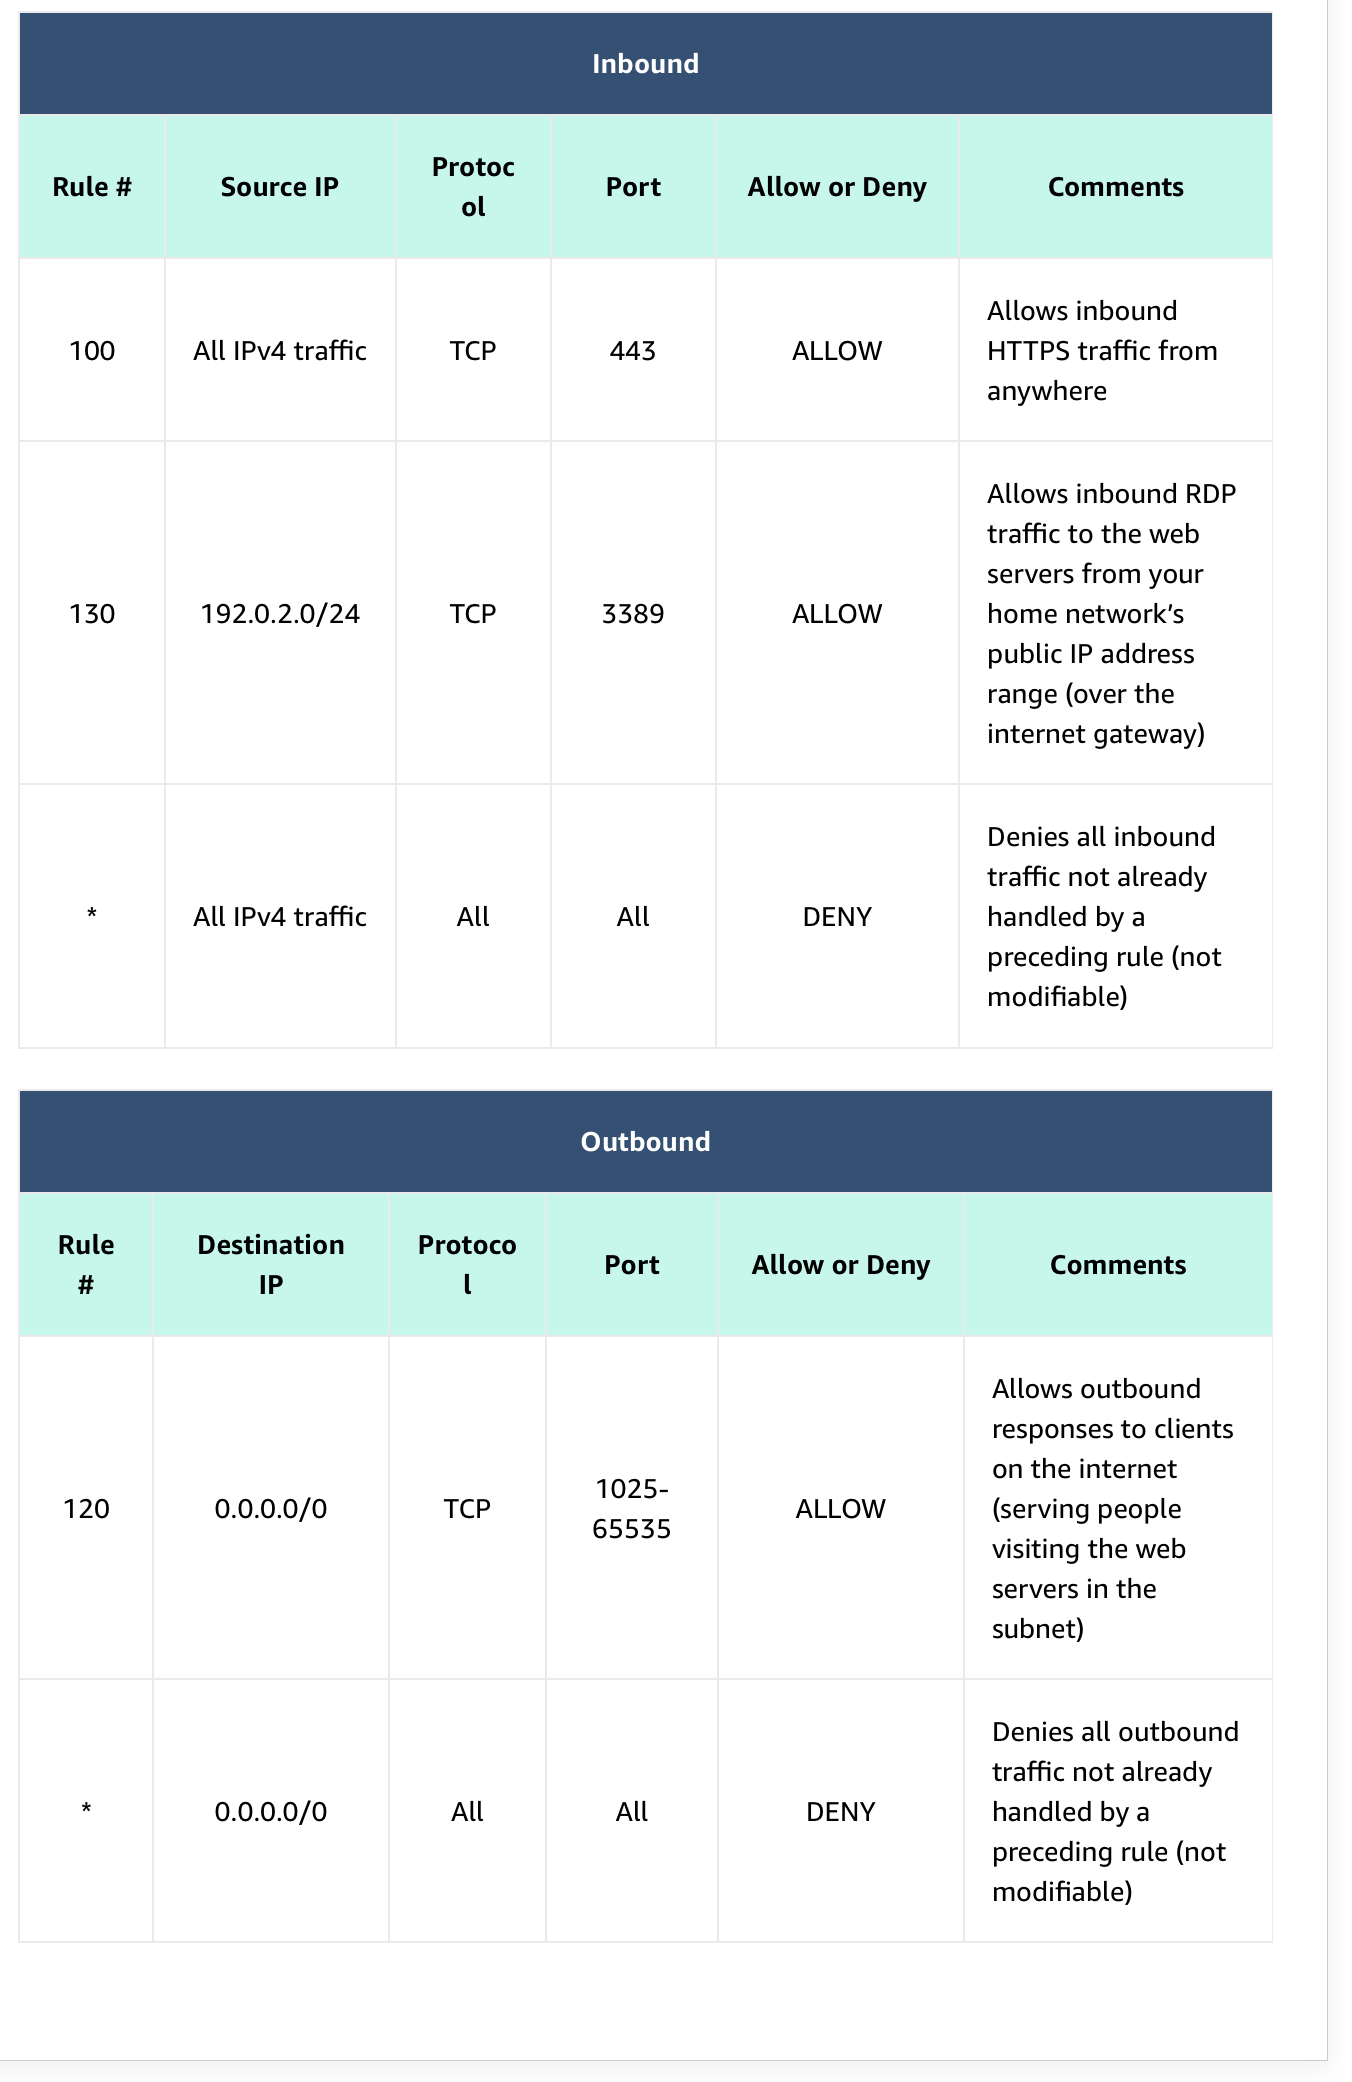 Inbound
Rule # Source IP Protoc
ol Port Allow or Deny Comments
100 All IPv4 traffic TCP 443 ALLOW Allows inbound
HTTPS traffic from
anywhere
130 192.0.2.0/24 TCP 3389 ALLOW Allows inbound RDP
traffic to the web
servers from your
home network’s
public IP address
range (over the
internet gateway)
* All IPv4 traffic All All DENY Denies all inbound
traffic not already
handled by a
preceding rule (not
modifiable)
Outbound
Rule
# Destination
IP Protoco
l Port Allow or Deny Comments
120 0.0.0.0/0 TCP 1025-
65535 ALLOW Allows outbound
responses to clients
on the internet
(serving people
visiting the web
servers in the
subnet)
* 0.0.0.0/0 All All DENY Denies all outbound
traffic not already
handled by a
preceding rule (not
modifiable)